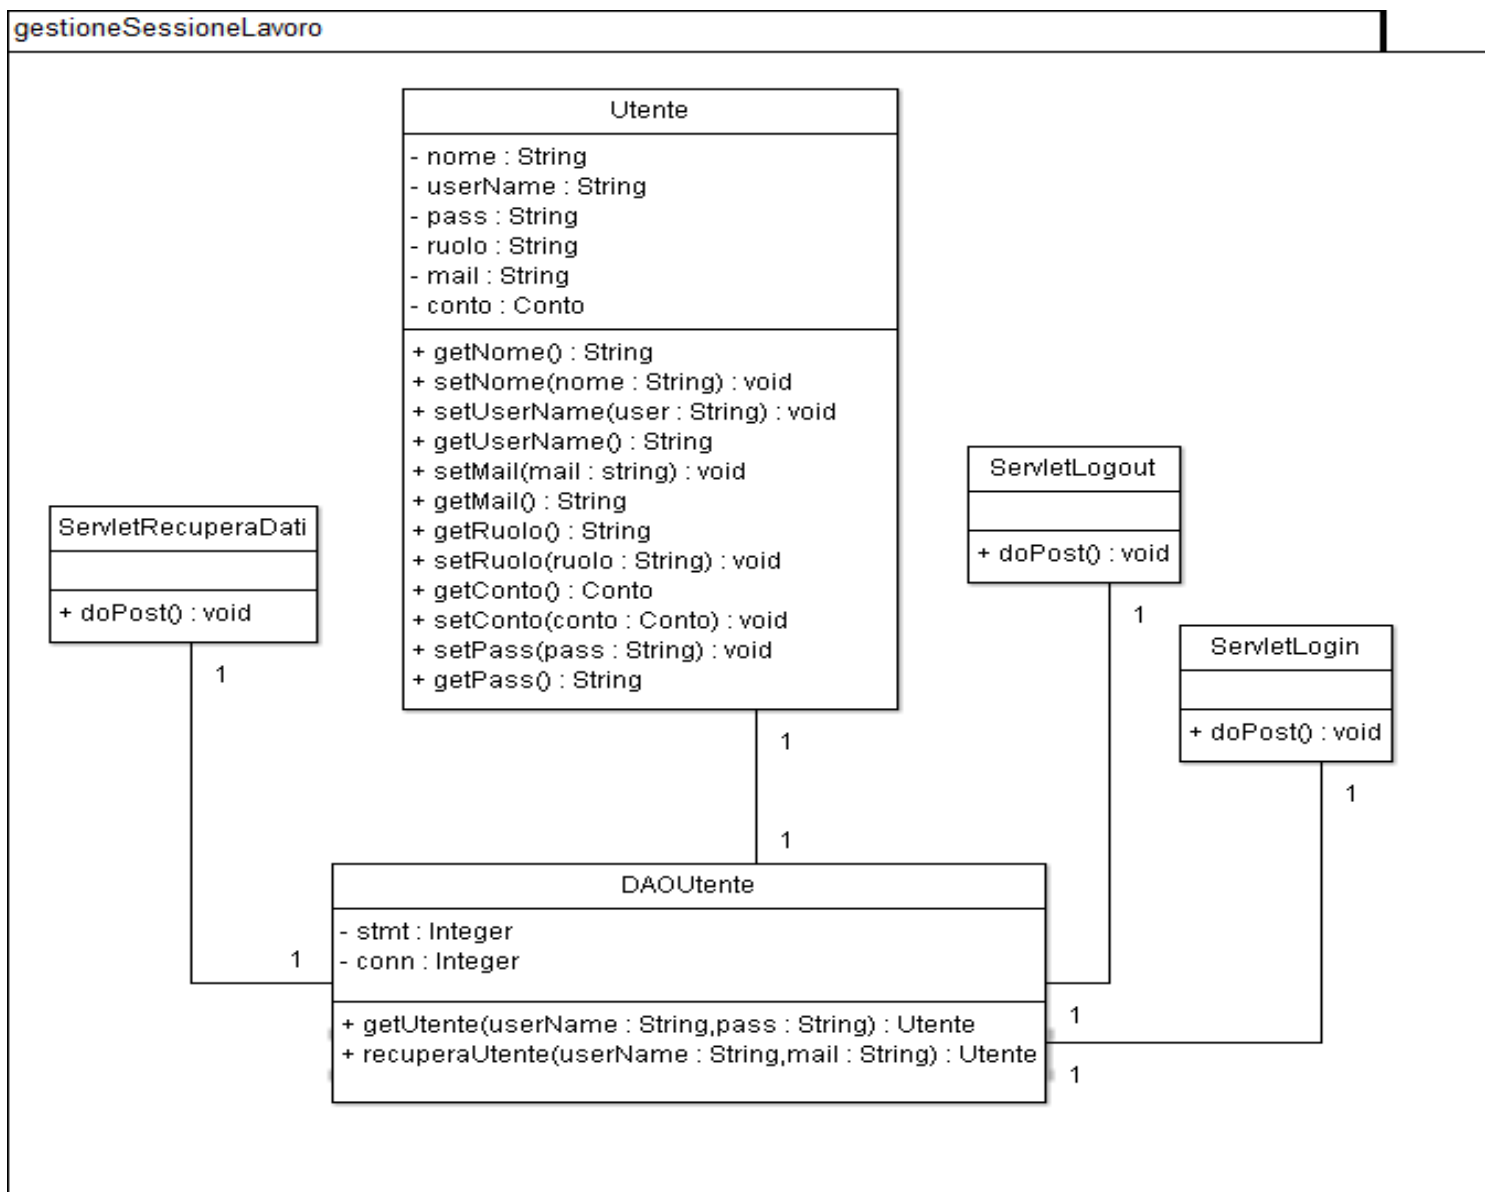 gestioneSessioneLavoro
Utente
- nome : String
- userName : String
- pass : String
- ruolo : String
- mail : String
- conto : Conto
+ getNome() : String
+ setNome(nome : String) : void
+ setUserName(user : String) : void
+ getUserName() : String
+ setMail(mail : string) : void
+ getMail() : String
+ getRuolo() : String
+ setRuolo(ruolo : String) : void
+ getConto() : Conto
+ setConto(conto : Conto) : void
+ setPass(pass : String) : void
+ getPass() : String
ServletRecuperaDati
+ doPost() : void
1
ServletLogout
+ doPost() : void
1
ServletLogin
+ doPost() : void
1
1
1
1
DAOUtente
- stmt : Integer
- conn : Integer
+ getUtente(userName : String,pass : String) : Utente
+ recuperaUtente(userName : String,mail : String) : Utente
1
1